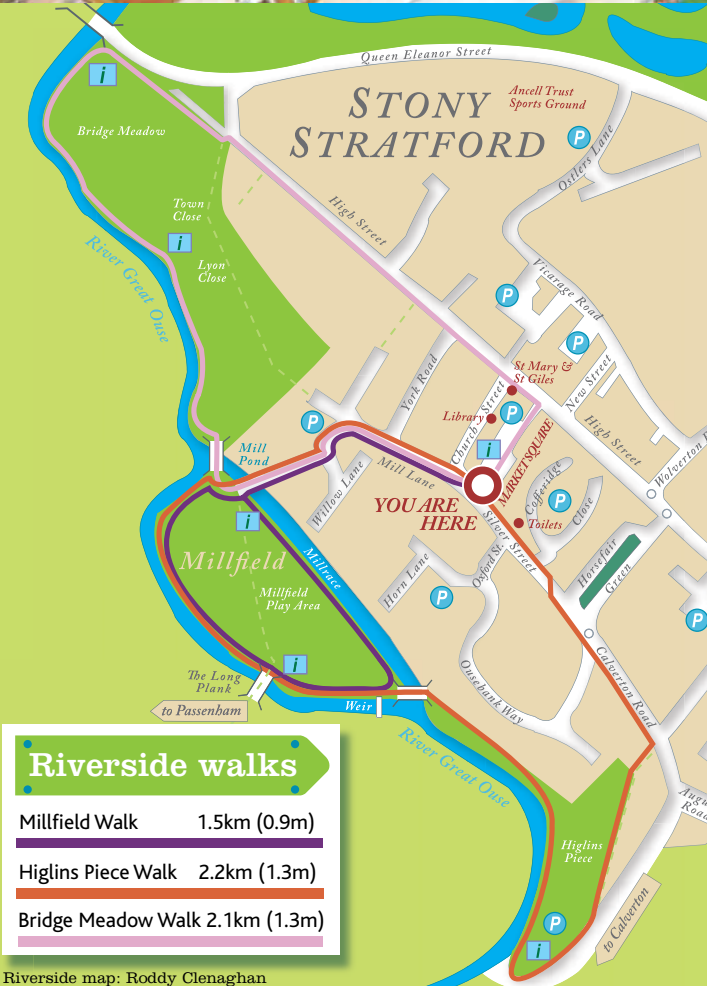 Queen Eleanor Street
STONY
STRATFORD
Ancell Trust
Sports Ground
P
Ostlers Lane
i
Bridge Meadow
Town
Close
i
Lyon
Close
High Street
River Great Ouse
Vicarage Road
P
P
St Mary &
St Giles
New Street
York Road
Church Street
Library
P
i
MARKET SQUARE
High Street
P
Mill
Pond
Mill Lane
Willow Lane
YOU ARE
HERE
Cofferidge
Close
P
Toilets
Silver Street
i
Millfield
Millrace
Millfield
Play Area
Horn Lane
Oxford St.
P
Horsefair
Green
P
i
The Long
Plank
to Passenham
Weir
Ousebank Way
Calverton Road
River Great Ouse
Higlins
Piece
P
i
to Calverton
Riverside walks
Millfield Walk 1.5km (0.9m)
Higlins Piece Walk 2.2km (1.3m)
Bridge Meadow Walk 2.1km (1.3m)
Riverside map: Roddy Clenaghan